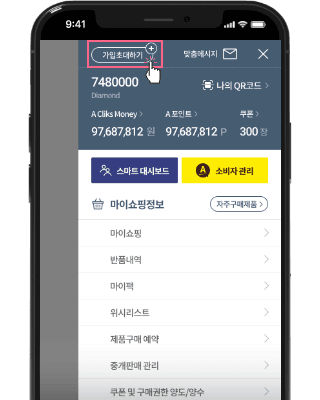 9:41
가입초대하기
맞춤메시지
7480000
Diamond
나의 QR코드
A Cliks Money
A 포인트
쿠폰
97,687,812 원
97,687,812 P
300 장
스마트 대시보드
A 소비자 관리
마이쇼핑정보
자주구매제품
마이쇼핑
반품내역
마이팩
위시리스트
제품구매 예약
중개판매 관리
쿠폰 및 구매권한 양도/양수